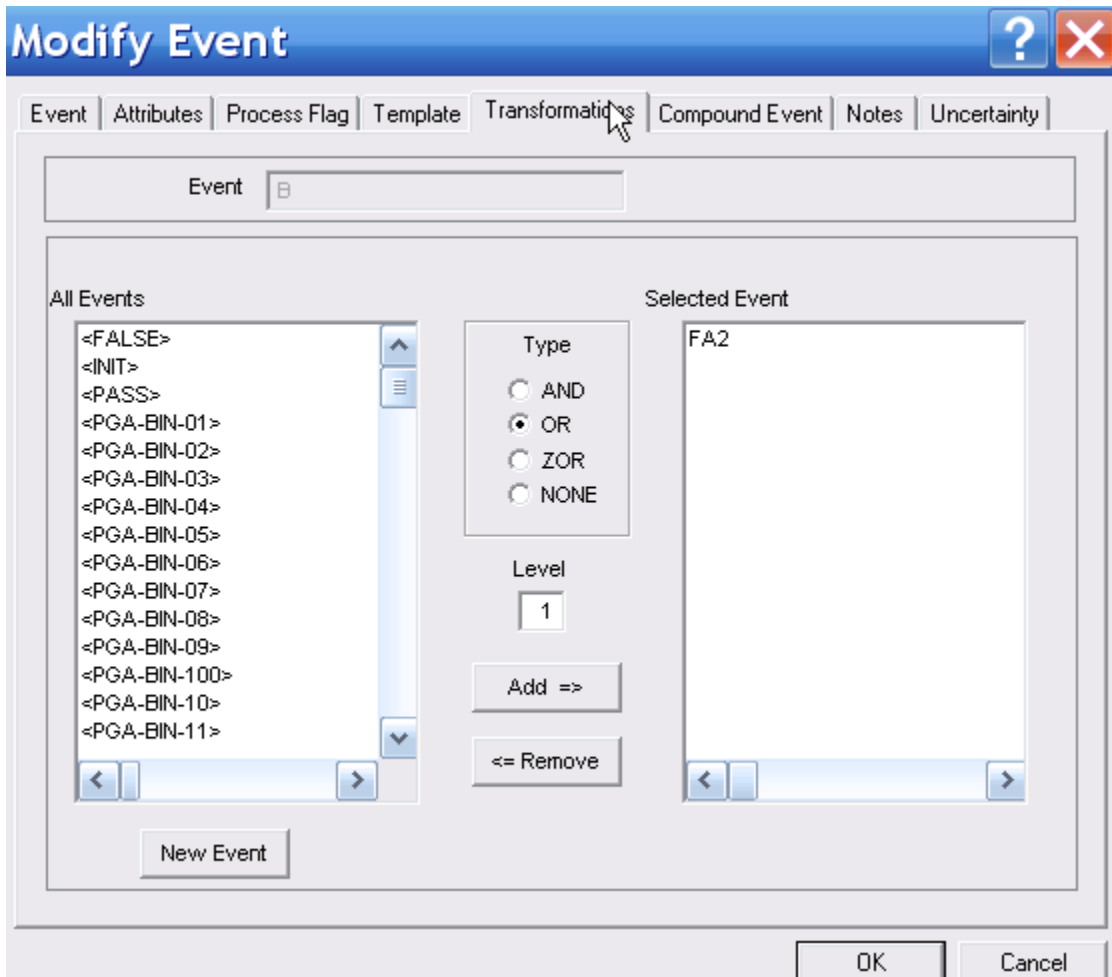 Modify Event
Event Attributes Process Flag Template Transformations Compound Event Notes Uncertainty
Event B
All Events
<FALSE>
<INIT>
<PASS>
<PGA-BIN-01>
<PGA-BIN-02>
<PGA-BIN-03>
<PGA-BIN-04>
<PGA-BIN-05>
<PGA-BIN-06>
<PGA-BIN-07>
<PGA-BIN-08>
<PGA-BIN-09>
<PGA-BIN-100>
<PGA-BIN-10>
<PGA-BIN-11>
New Event
Type
AND
OR
ZOR
NONE
Level
1
Add =>
<= Remove
Selected Event
FA2
OK Cancel